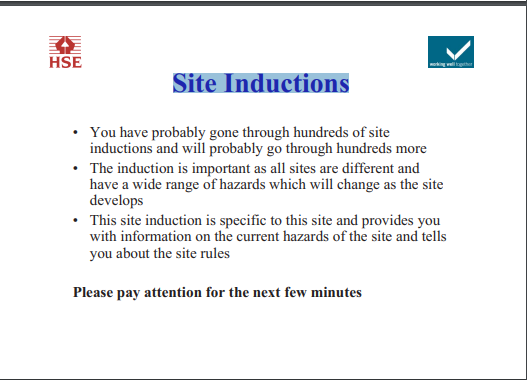 HSE
working well together
Site Inductions
• You have probably gone through hundreds of site
inductions and will probably go through hundreds more
• The induction is important as all sites are different and
have a wide range of hazards which will change as the site
develops
• This site induction is specific to this site and provides you
with information on the current hazards of the site and tells
you about the site rules
Please pay attention for the next few minutes